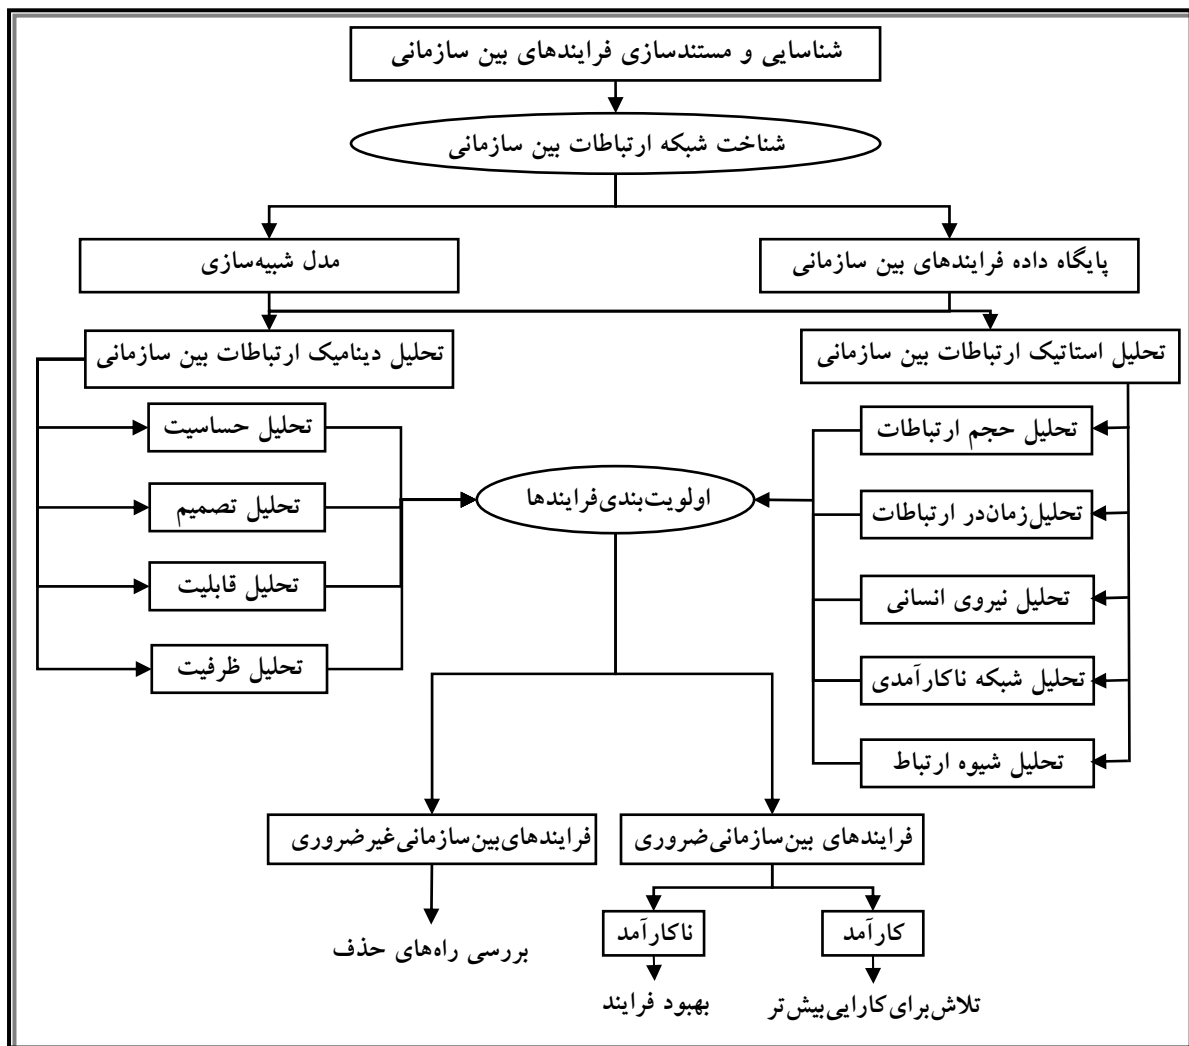 شناسایی و مستندسازی فرایندهای بین سازمانی
شناخت شبکه ارتباطات بین سازمانی
پایگاه داده فرایندهای بین سازمانی
مدل شبیه‌سازی
تحلیل استاتیک ارتباطات بین سازمانی
تحلیل دینامیک ارتباطات بین سازمانی
تحلیل حجم ارتباطات
تحلیل‌زمان‌در ارتباطات
تحلیل نیروی انسانی
تحلیل شبکه ناکارآمدی
تحلیل شیوه ارتباط
تحلیل حساسیت
تحلیل تصمیم
تحلیل قابلیت
تحلیل ظرفیت
اولویت‌بندی‌فرایندها
فرایندهای بین‌سازمانی‌ضروری
فرایندهای‌بین‌سازمانی‌غیرضروری
کارآمد
ناکارآمد
بررسی راه‌های حذف
تلاش‌برای‌کارایی‌بیش‌تر
بهبود فرایند